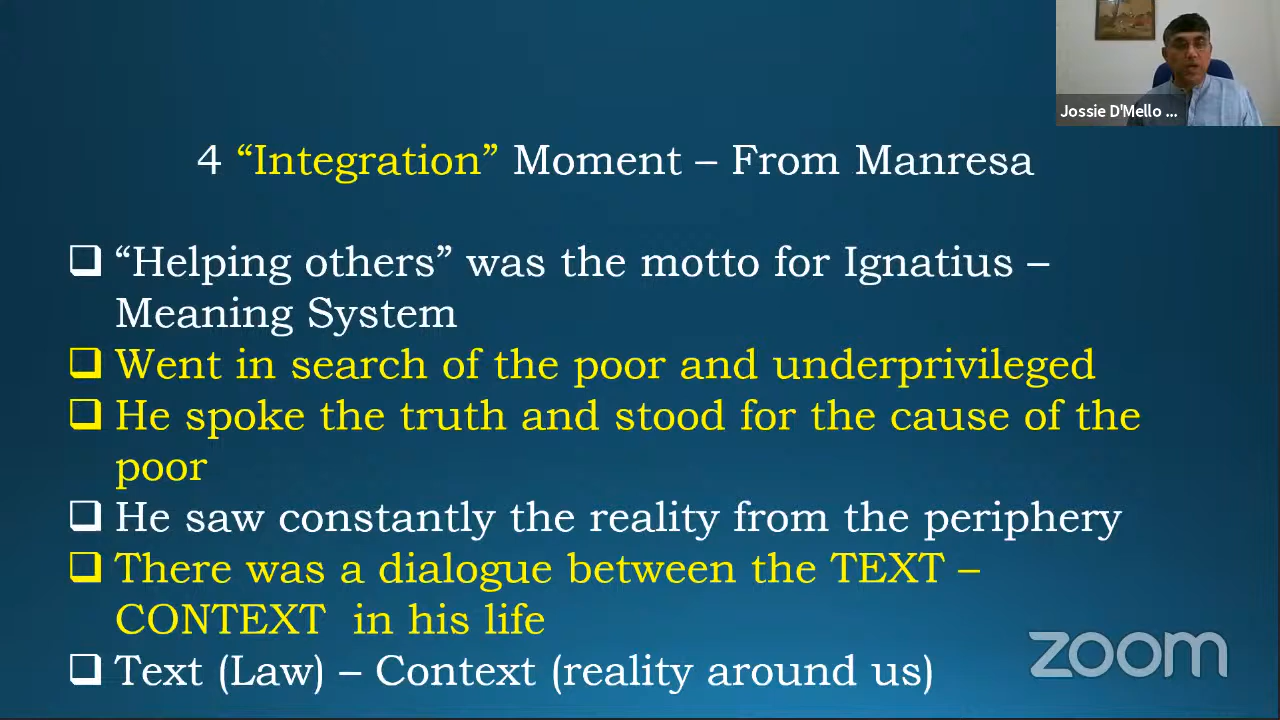 Jossie D'Mello ...
4 “Integration” Moment – From Manresa
❑ “Helping others” was the motto for Ignatius –
Meaning System
❑ Went in search of the poor and underprivileged
❑ He spoke the truth and stood for the cause of the
poor
❑ He saw constantly the reality from the periphery
❑ There was a dialogue between the TEXT –
CONTEXT in his life
❑ Text (Law) – Context (reality around us)
zoom